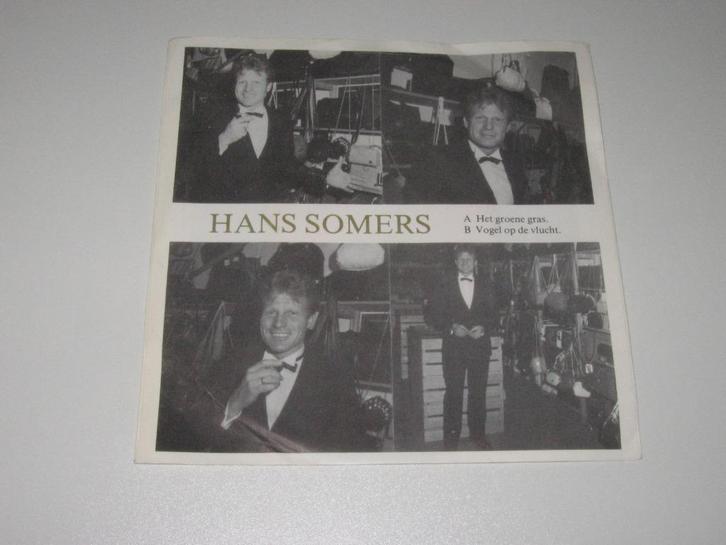 HANS SOMERS
A Het groene gras.
B Vogel op de vlucht.